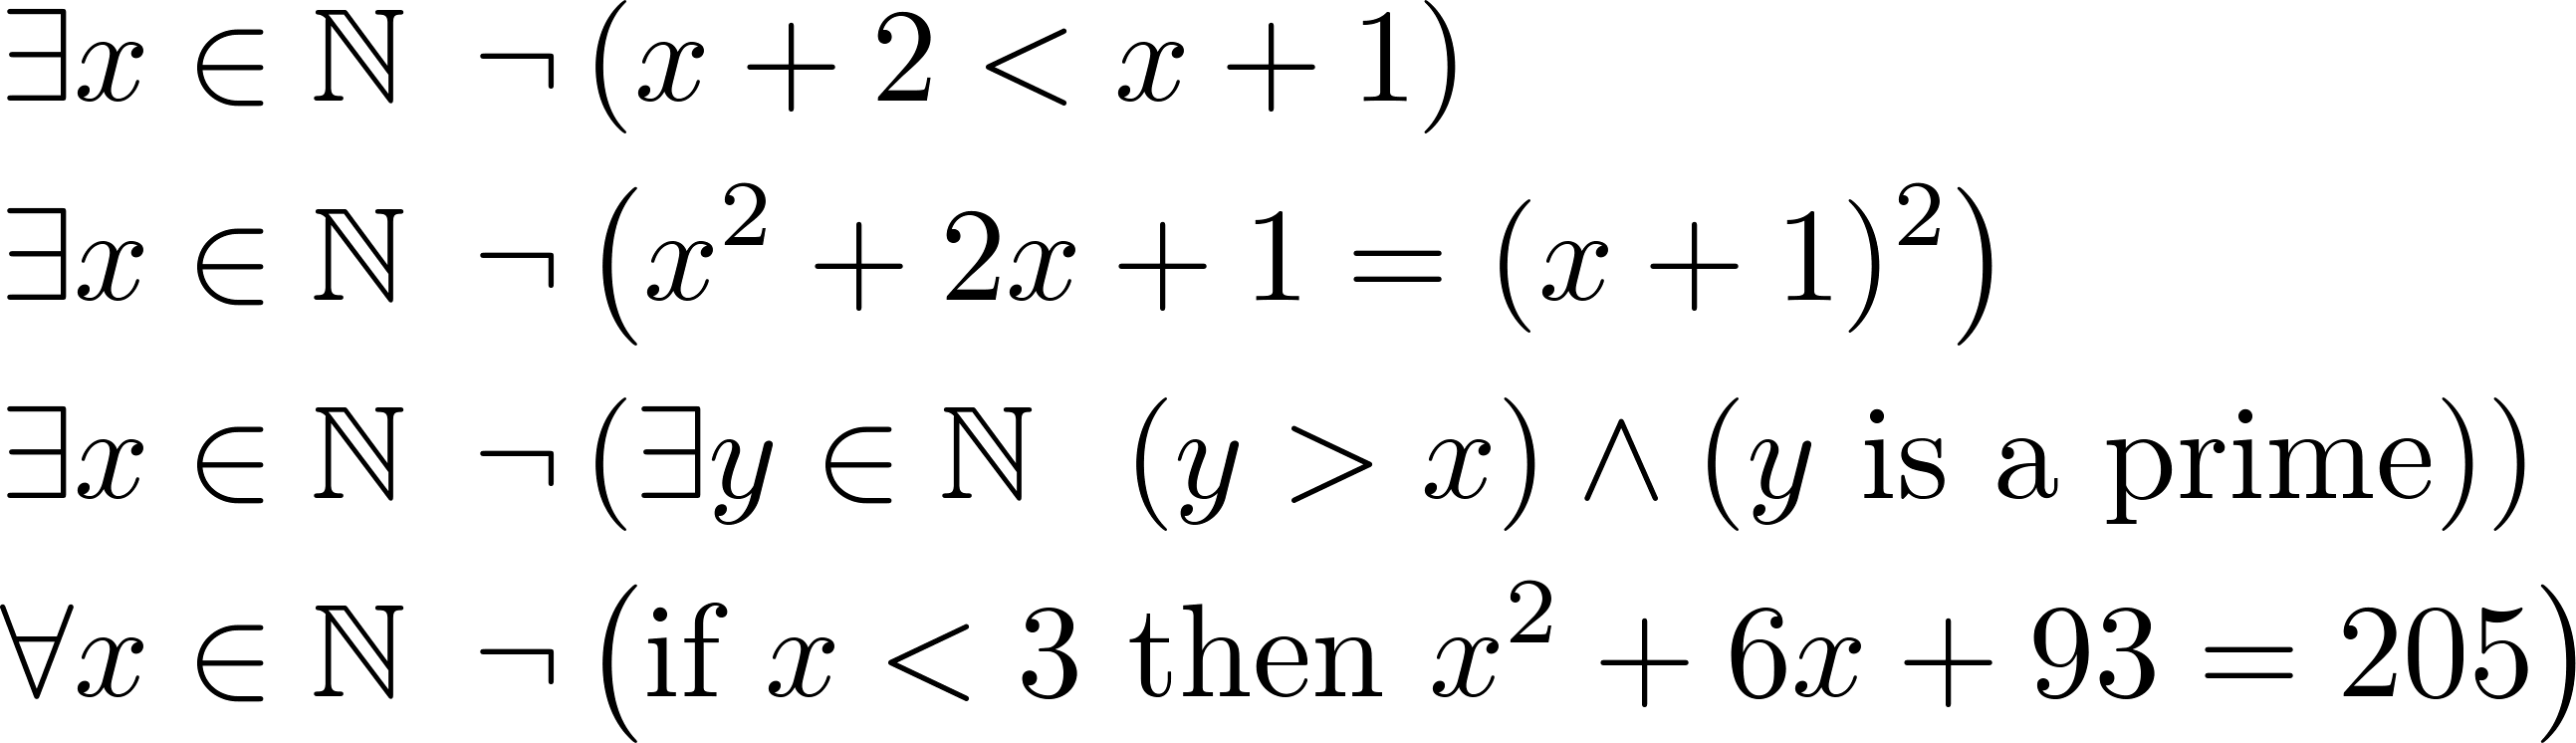 ∃x ∈ ℕ ¬(x + 2 < x + 1)
∃x ∈ ℕ ¬(x² + 2x + 1 = (x + 1)²)
∃x ∈ ℕ ¬(∃y ∈ ℕ (y > x) ∧ (y is a prime))
∀x ∈ ℕ ¬(if x < 3 then x² + 6x + 93 = 205)